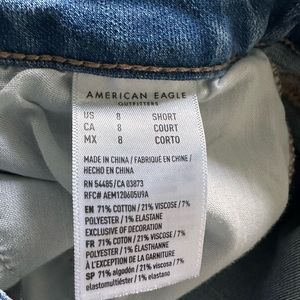 AMERICAN EAGLE
OUTFITTERS
US 8 SHORT
CA 8 COURT
MX 8 CORTO
MADE IN CHINA / FABRIQUÉ EN CHINE /
HECHO EN CHINA
RN 54485/CA 83873
RFC# AEM120605U9A
EN 71% COTTON / 21% VISCOSE / 7%
POLYESTER / 1% ELASTANE
EXCLUSIVE OF DECORATION
FR 71% COTON / 21% VISCOSE / 7%
POLYESTER / 1% ÉLASTHANNE
À L'EXCEPTION DE LA GARNITURE
SP 71% algodón / 21% viscosa / 7%
elastomultiéster / 1% elastano